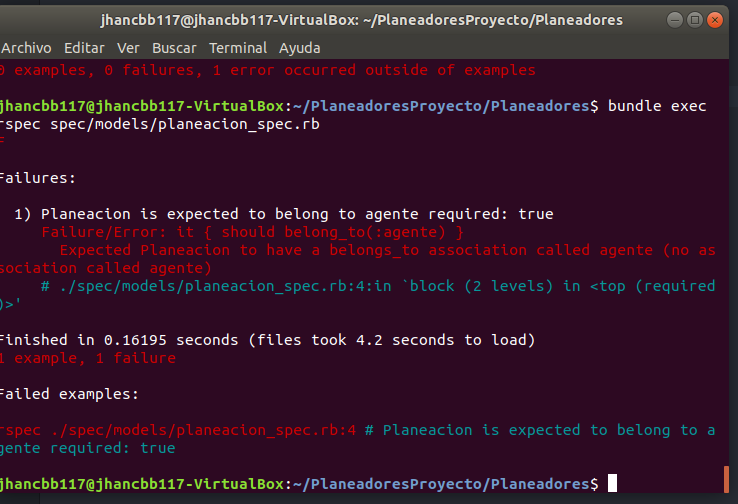 jhancbb117@jhancbb117-VirtualBox: ~/PlaneadoresProyecto/Planeadores
Archivo Editar Ver Buscar Terminal Ayuda
0 examples, 0 failures, 1 error occurred outside of examples
jhancbb117@jhancbb117-VirtualBox:~/PlaneadoresProyecto/Planeadores$ bundle exec
rspec spec/models/planeacion_spec.rb
F
Failures:
1) Planeacion is expected to belong to agente required: true
Failure/Error: it { should belong_to(:agente) }
Expected Planeacion to have a belongs_to association called agente (no as
sociation called agente)
# ./spec/models/planeacion_spec.rb:4:in `block (2 levels) in <top (required
)>'
Finished in 0.16195 seconds (files took 4.2 seconds to load)
1 example, 1 failure
Failed examples:
rspec ./spec/models/planeacion_spec.rb:4 # Planeacion is expected to belong to a
gente required: true
jhancbb117@jhancbb117-VirtualBox:~/PlaneadoresProyecto/Planeadores$